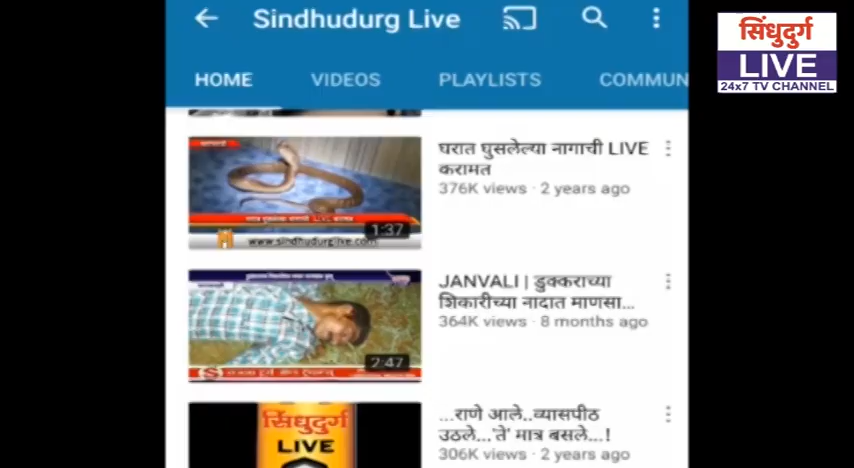 Sindhudurg Live
सिंधुदुर्ग
LIVE
24x7 TV CHANNEL
HOME
VIDEOS
PLAYLISTS
COMMUN
घरात घुसलेल्या नागाची LIVE
करामत
376K views · 2 years ago
1:37
www.sindhudurglive.com
JANVALI | डुक्कराच्या
शिकारीच्या नादात माणसा...
364K views · 8 months ago
2:47
...राणे आले..व्यासपीठ
उठले...'ते' मात्र बसले...!
306K views · 2 years ago
सिंधुदुर्ग
LIVE